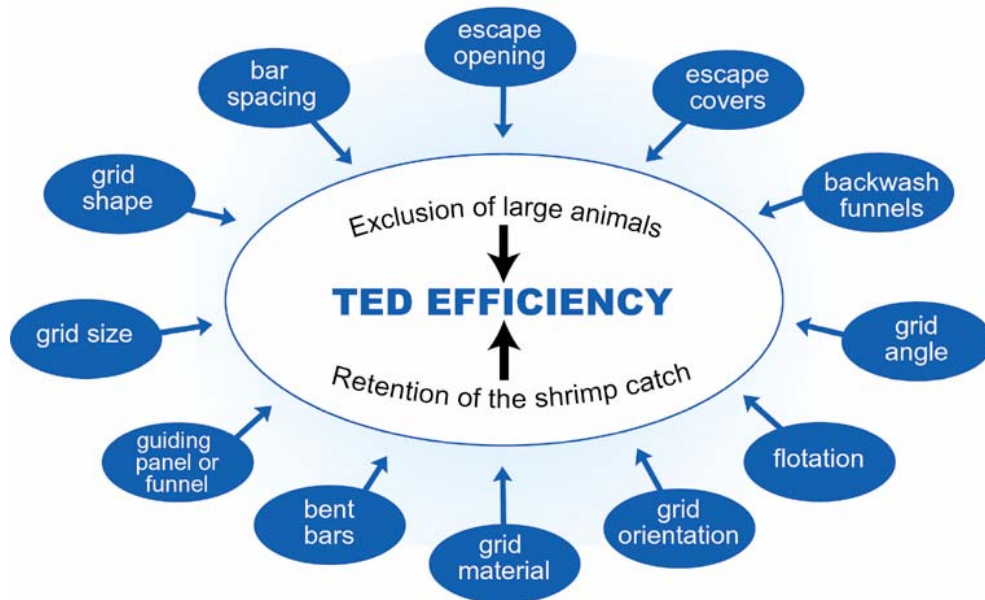 escape
opening
bar
spacing
escape
covers
grid
shape
backwash
funnels
Exclusion of large animals
TED EFFICIENCY
Retention of the shrimp catch
grid size
grid
angle
guiding
panel or
funnel
flotation
bent
bars
grid
material
grid
orientation